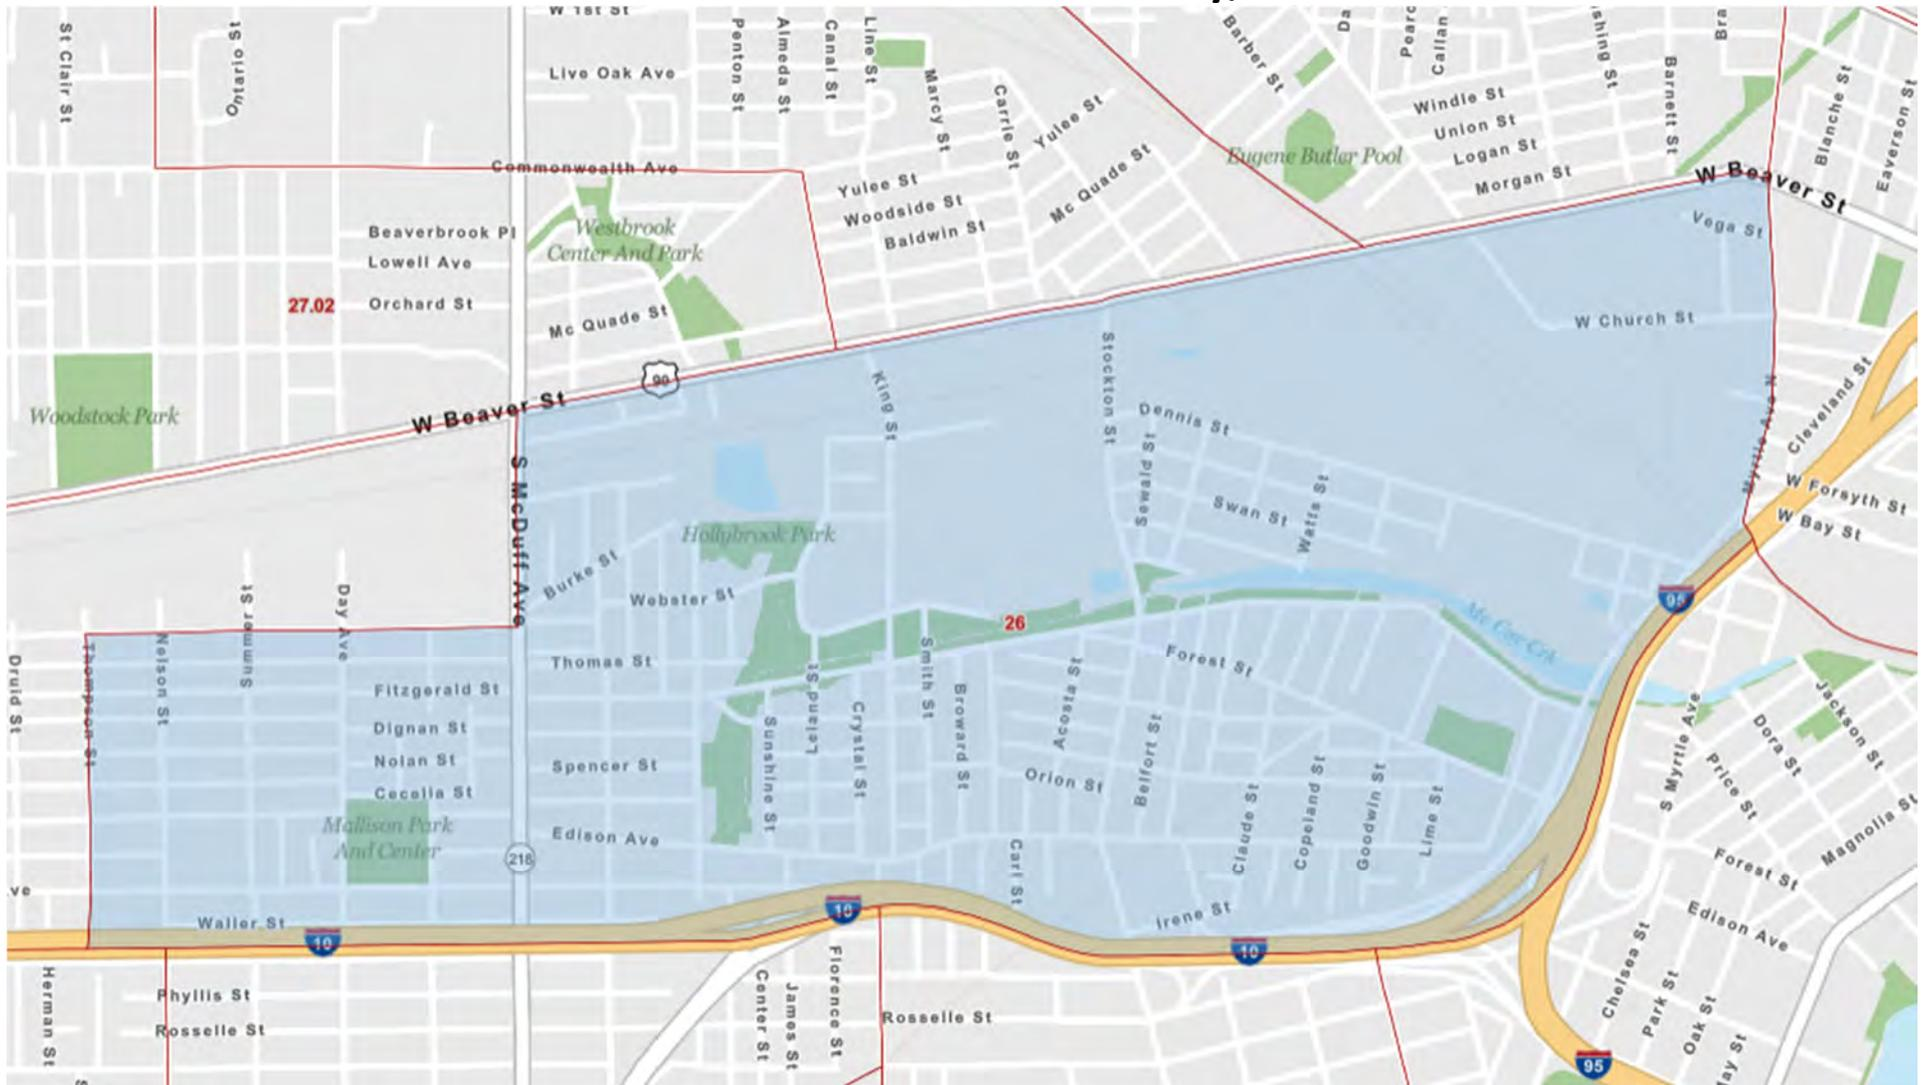 W 1st St
St Clair St
Ontario St
Live Oak Ave
Penton St
Almeda St
Canal St
Line St
Marcy St
Carrie St
Yulee St
Barber St
Windle St
Union St
Logan St
Morgan St
Barnett St
Blanche St
Eaverson St
Eugene Butler Pool
Commonwealth Ave
Yulee St
Woodside St
Baldwin St
Mc Quade St
W Beaver St
Vega St
Beaverbrook Pl
Lowell Ave
Orchard St
27.02
Westbrook
Center And Park
Mc Quade St
W Church St
Woodstock Park
W Beaver St
90
King St
Stockton St
Dennis St
Seward St
Swan St
Watts St
Myrtle Ave N
Cleveland St
W Forsyth St
W Bay St
S McDuff Ave
Hollybrook Park
Burke St
Webster St
26
95
Mc Coy Crk
Druid St
Thompson St
Nelson St
Summer St
Day Ave
Thomas St
Fitzgerald St
Dignan St
Nolan St
Cecelia St
Spencer St
Edison Ave
Mallison Park
And Center
218
Sunshine St
Leland St
Crystal St
Smith St
Broward St
Acosta St
Forest St
Orion St
Belfort St
Claude St
Copeland St
Goodwin St
Lime St
Carl St
Irene St
S Myrtle Ave
Jackson St
Dora St
Price St
Magnolia St
Forest St
Edison Ave
Waller St
10
10
10
Herman St
Phyllis St
Rosselle St
Center St
James St
Florence St
Rosselle St
Chelsea St
Park St
Oak St
95